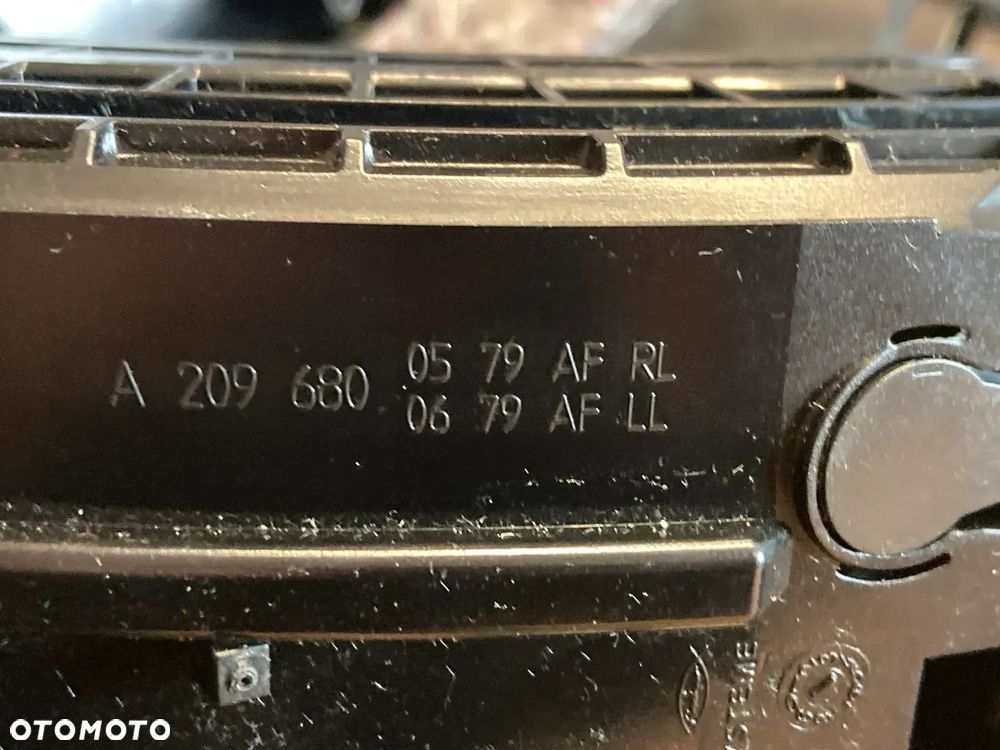 A 209 680 05 79 AF RL
06 79 AF LL
OTOMOTO